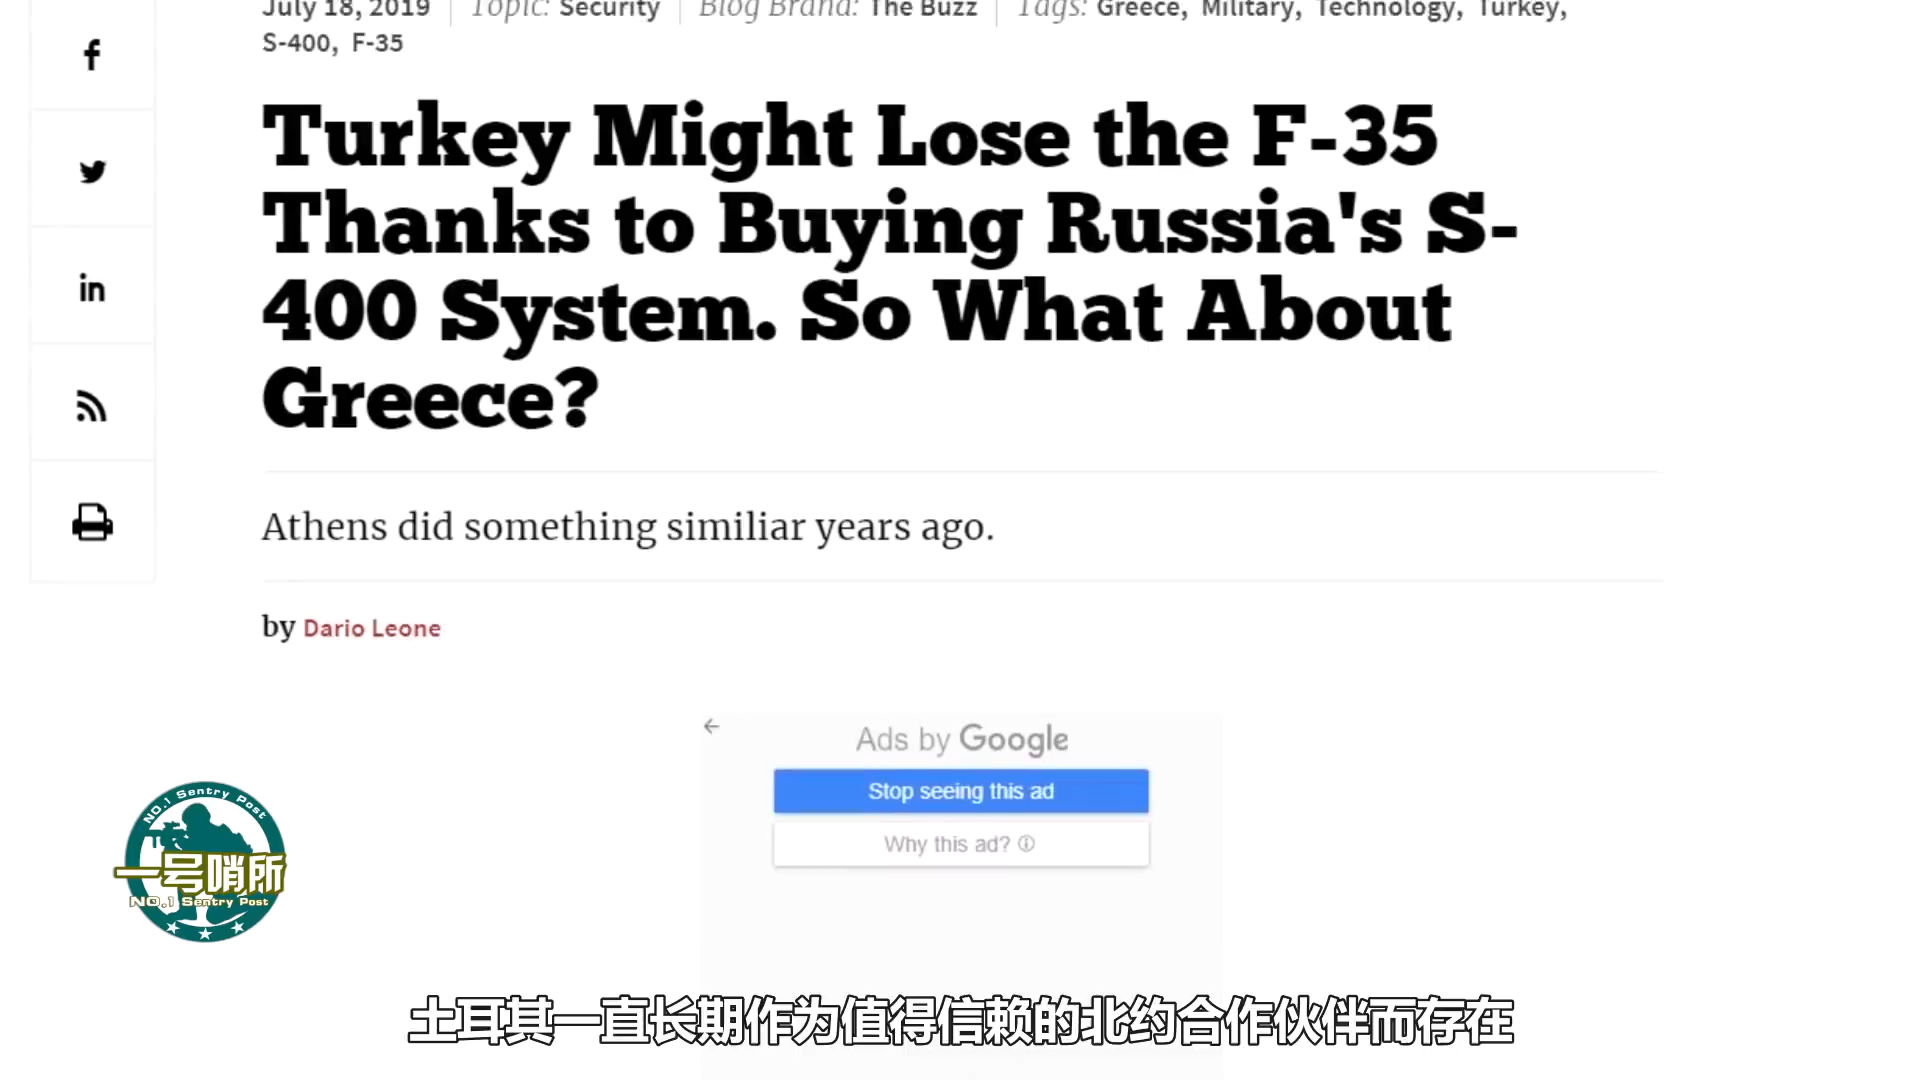 July 18, 2019 Topic: Security Blog Brand: The Buzz Tags: Greece, Military, Technology, Turkey,
S-400, F-35
Turkey Might Lose the F-35
Thanks to Buying Russia's S-
400 System. So What About
Greece?
Athens did something similiar years ago.
by Dario Leone
Ads by Google
Stop seeing this ad
Why this ad?
NO.1 Sentry Post
一号哨所
NO.1 Sentry Post
土耳其一直长期作为值得信赖的北约合作伙伴而存在